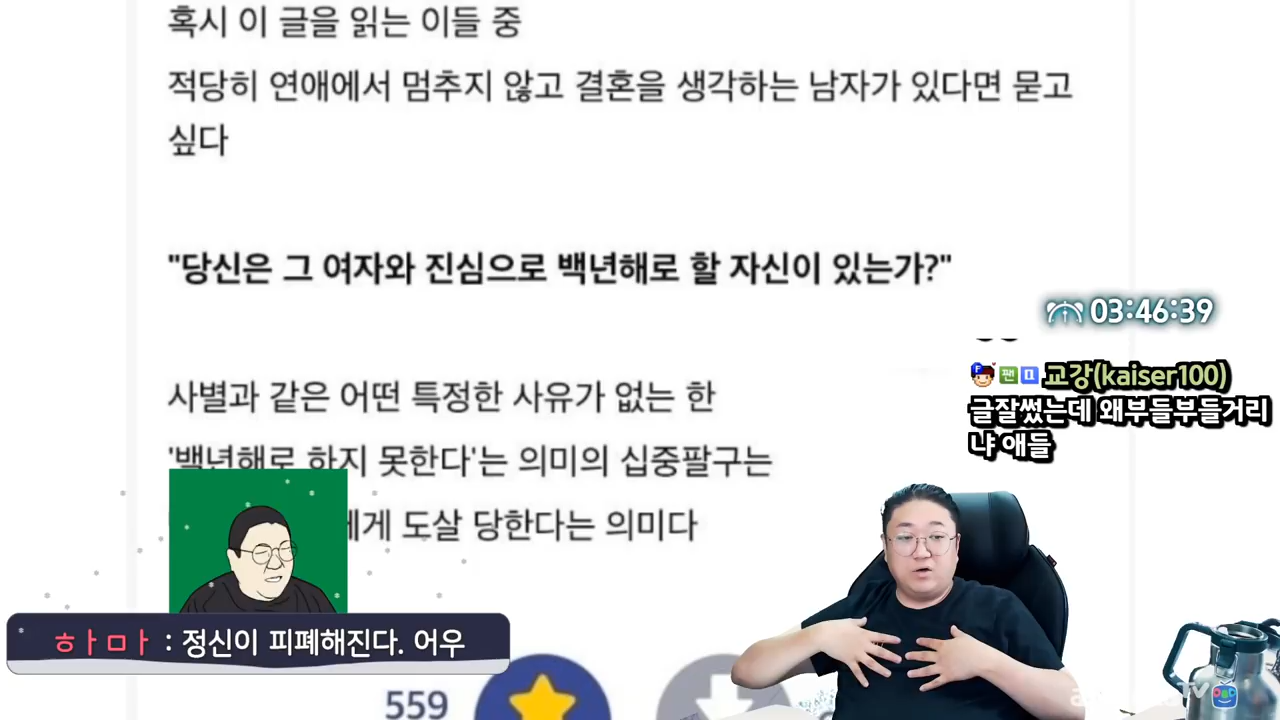 혹시 이 글을 읽는 이들 중
적당히 연애에서 멈추지 않고 결혼을 생각하는 남자가 있다면 묻고
싶다
"당신은 그 여자와 진심으로 백년해로 할 자신이 있는가?"
03:46:39
교강(kaiser100)
글잘썼는데 왜부들부들거리
냐 애들
사별과 같은 어떤 특정한 사유가 없는 한
'백년해로 하지 못한다'는 의미의 십중팔구는
에게 도살 당한다는 의미다
ㅎㅏㅁㅏ : 정신이 피폐해진다. 어우
559